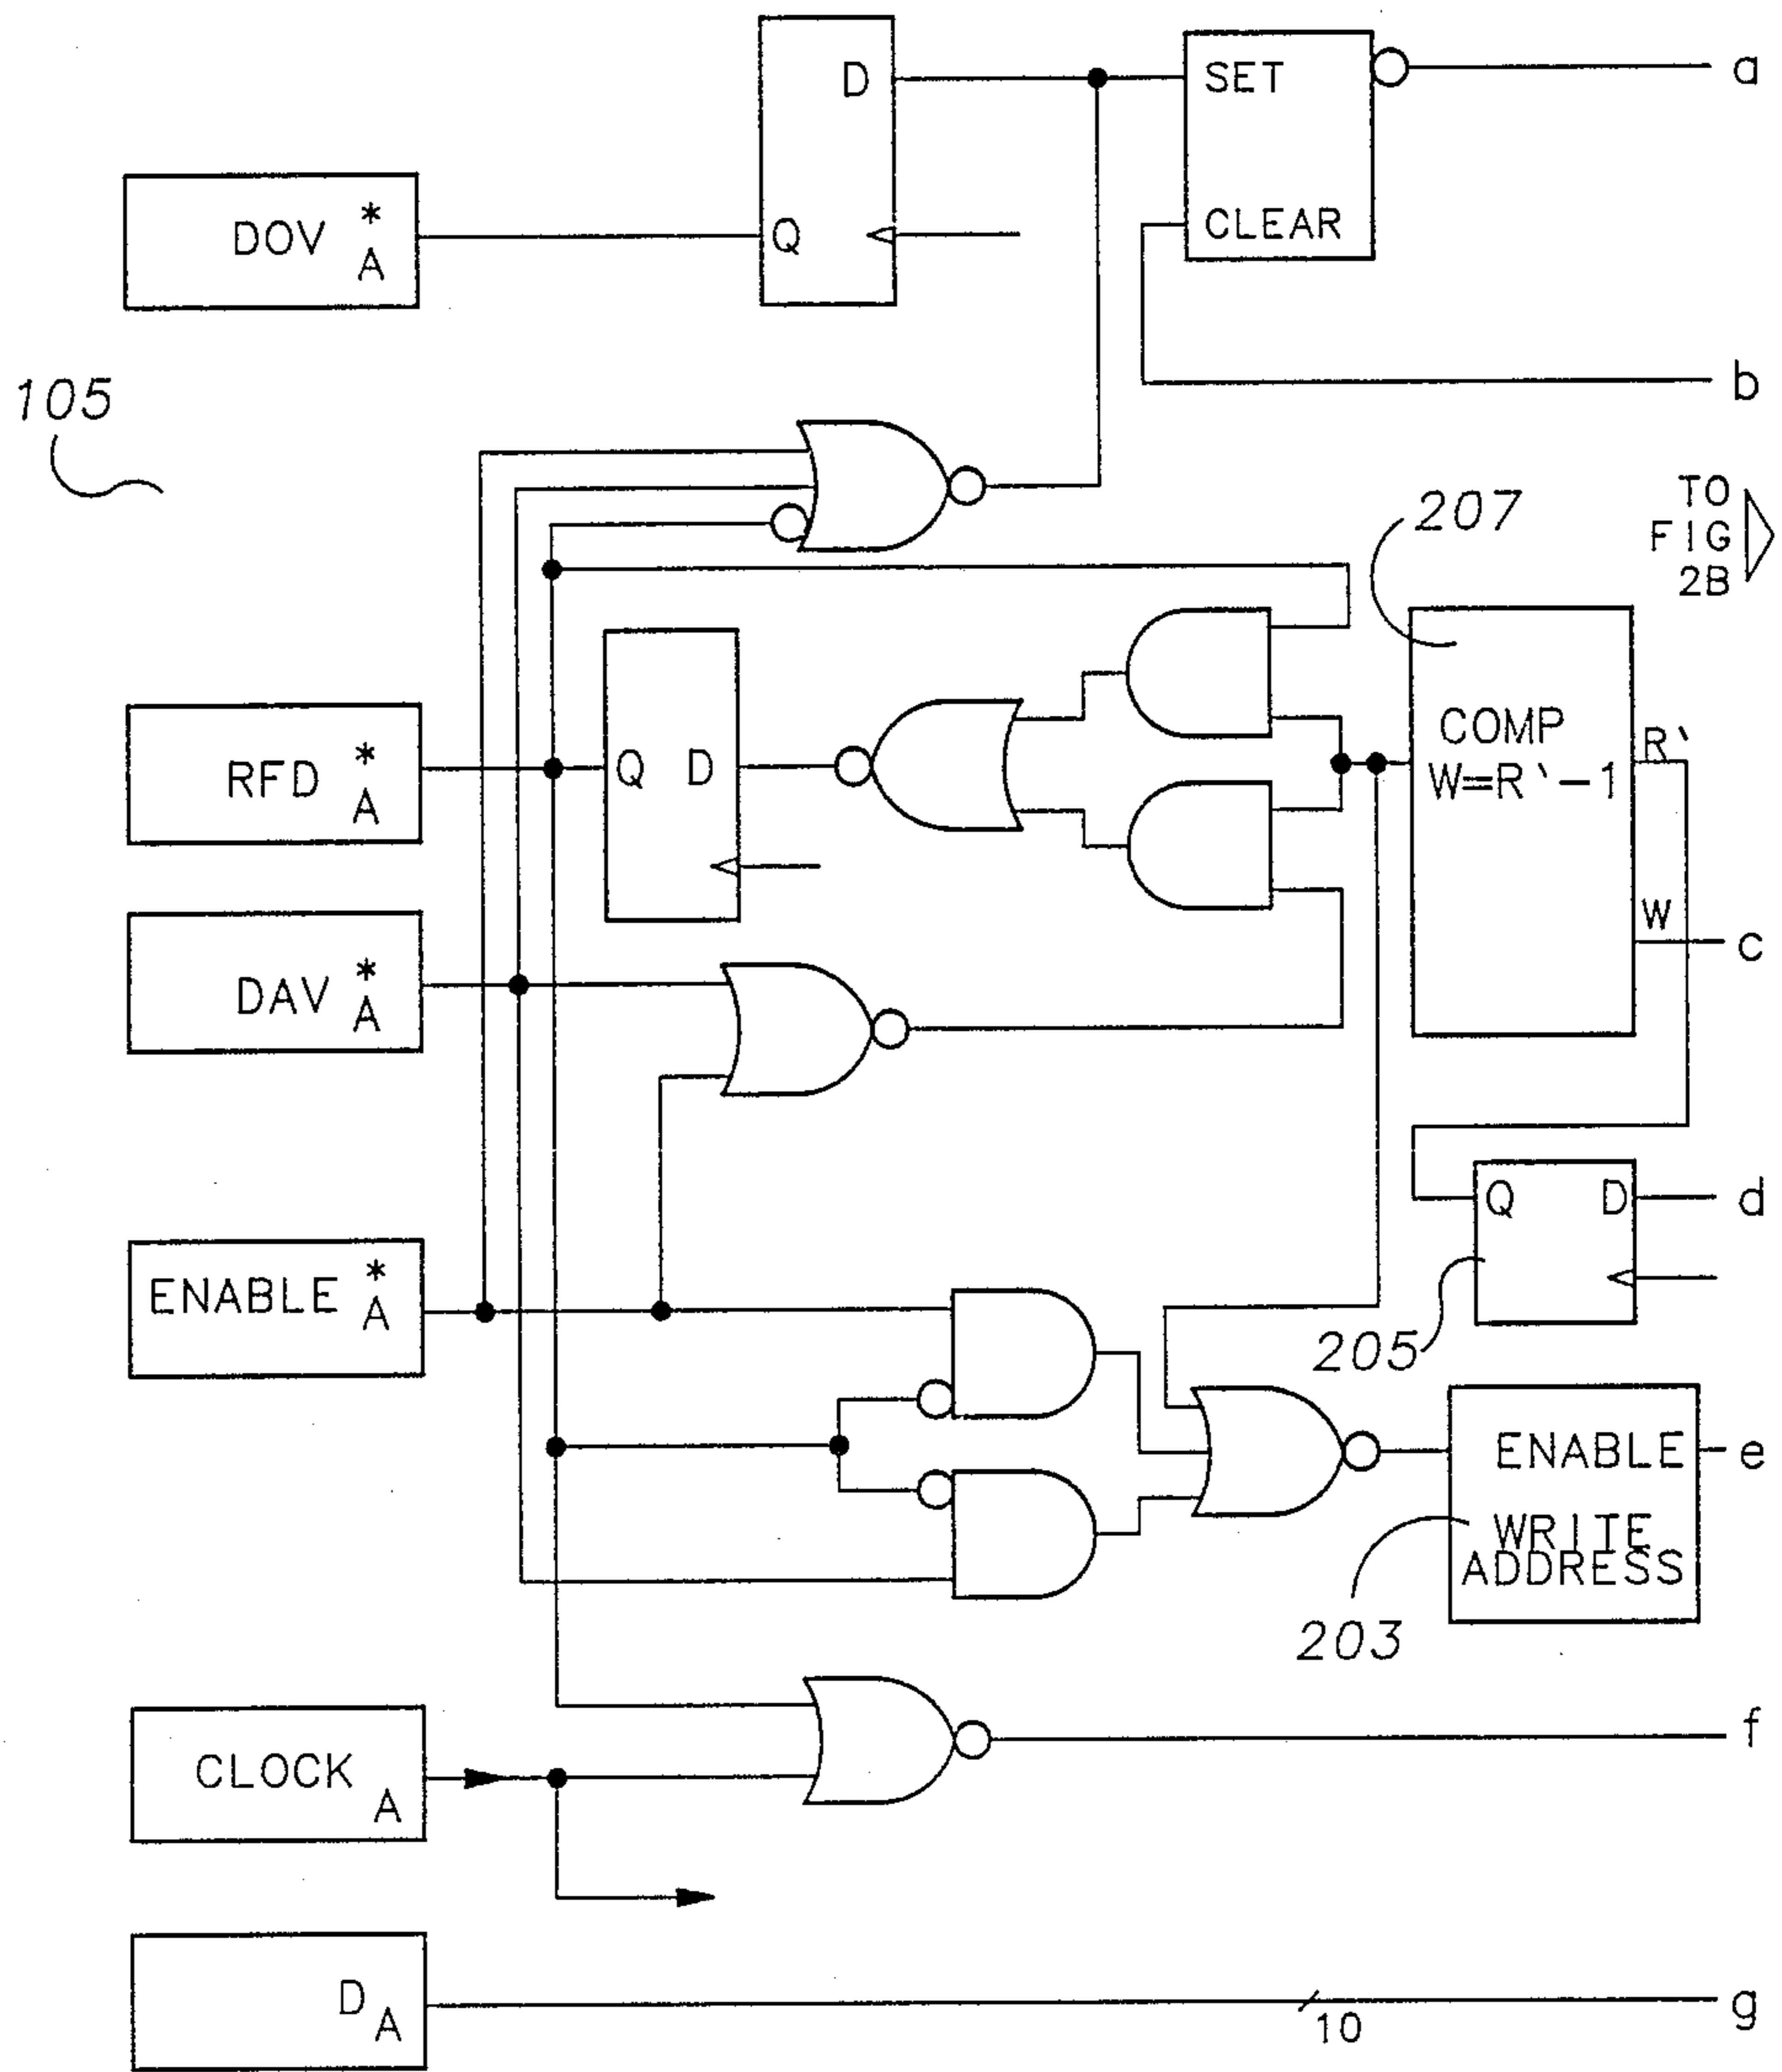 D
SET
a
DOV *
A
Q
CLEAR
b
105
207
TO
FIG
2B
COMP
W=R`-1
R`
RFD *
A
Q D
W
c
DAV *
A
Q D
d
ENABLE *
A
205
ENABLE
e
WRITE
ADDRESS
203
CLOCK
A
f
D
A
10
g